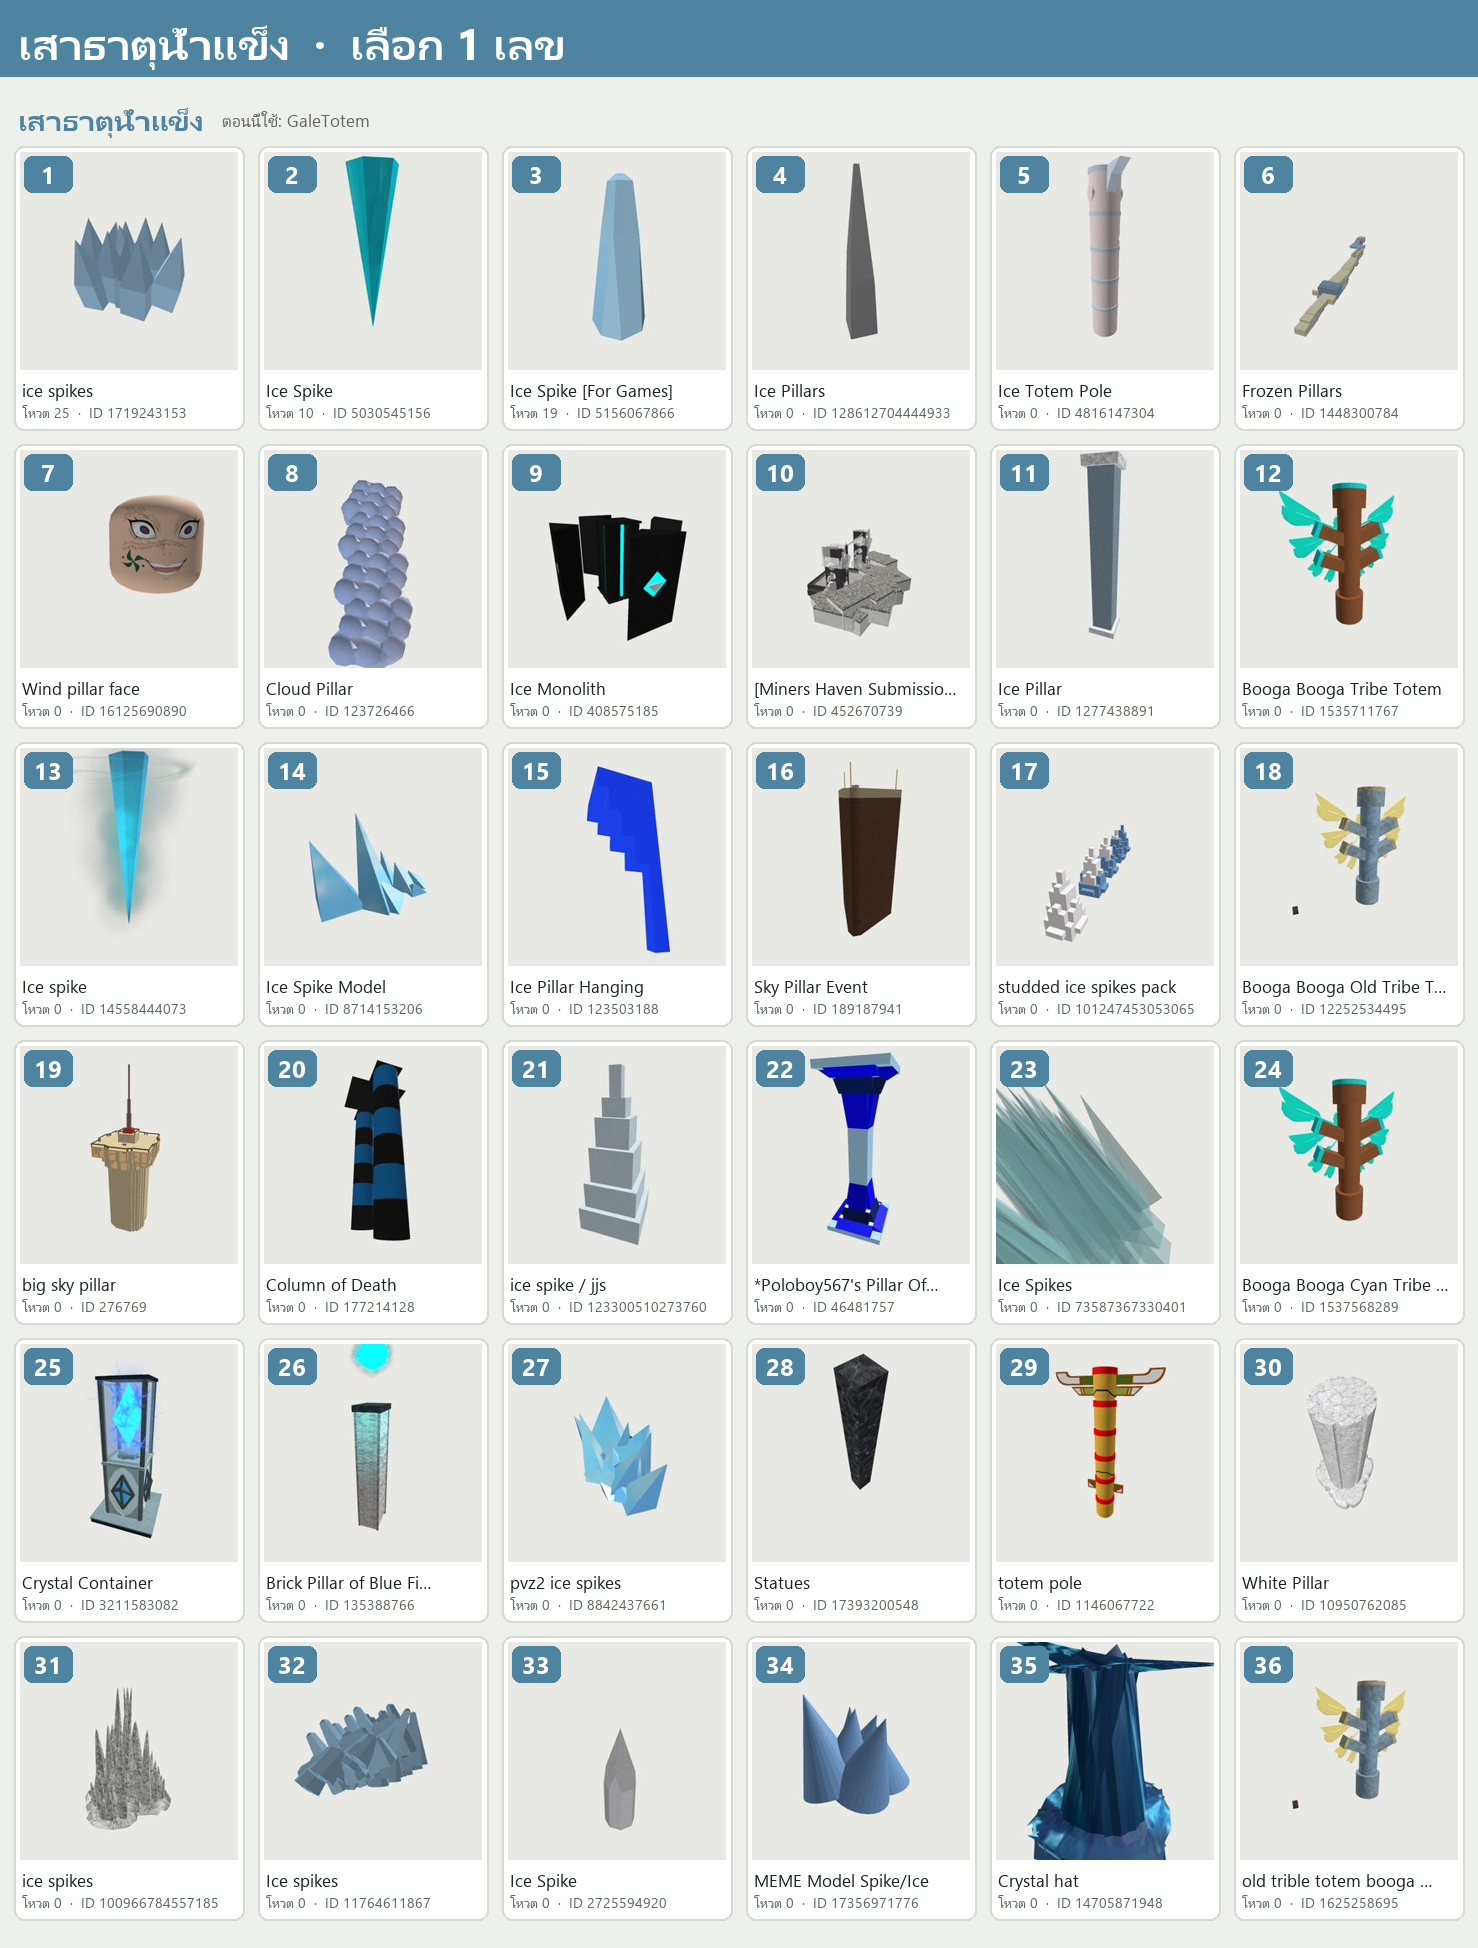 เสาธาตุน้ำแข็ง · เลือก 1 เลข
เสาธาตุน้ำแข็ง ตอนนี้ใช้: GaleTotem
1
2
3
4
5
6
ice spikes
โหวต 25 · ID 1719243153
Ice Spike
โหวต 10 · ID 5030545156
Ice Spike [For Games]
โหวต 19 · ID 5156067866
Ice Pillars
โหวต 0 · ID 128612704444933
Ice Totem Pole
โหวต 0 · ID 4816147304
Frozen Pillars
โหวต 0 · ID 1448300784
7
8
9
10
11
12
Wind pillar face
โหวต 0 · ID 16125690890
Cloud Pillar
โหวต 0 · ID 123726466
Ice Monolith
โหวต 0 · ID 408575185
[Miners Haven Submissio...
โหวต 0 · ID 452670739
Ice Pillar
โหวต 0 · ID 1277438891
Booga Booga Tribe Totem
โหวต 0 · ID 1535711767
13
14
15
16
17
18
Ice spike
โหวต 0 · ID 14558444073
Ice Spike Model
โหวต 0 · ID 8714153206
Ice Pillar Hanging
โหวต 0 · ID 123503188
Sky Pillar Event
โหวต 0 · ID 189187941
studded ice spikes pack
โหวต 0 · ID 101247453053065
Booga Booga Old Tribe T...
โหวต 0 · ID 12252534495
19
20
21
22
23
24
big sky pillar
โหวต 0 · ID 276769
Column of Death
โหวต 0 · ID 177214128
ice spike / jjs
โหวต 0 · ID 123300510273760
*Poloboy567's Pillar Of...
โหวต 0 · ID 46481757
Ice Spikes
โหวต 0 · ID 73587367330401
Booga Booga Cyan Tribe ...
โหวต 0 · ID 1537568289
25
26
27
28
29
30
Crystal Container
โหวต 0 · ID 3211583082
Brick Pillar of Blue Fi...
โหวต 0 · ID 135388766
pvz2 ice spikes
โหวต 0 · ID 8842437661
Statues
โหวต 0 · ID 17393200548
totem pole
โหวต 0 · ID 1146067722
White Pillar
โหวต 0 · ID 10950762085
31
32
33
34
35
36
ice spikes
โหวต 0 · ID 100966784557185
Ice spikes
โหวต 0 · ID 11764611867
Ice Spike
โหวต 0 · ID 2725594920
MEME Model Spike/Ice
โหวต 0 · ID 17356971776
Crystal hat
โหวต 0 · ID 14705871948
old trible totem booga ...
โหวต 0 · ID 1625258695